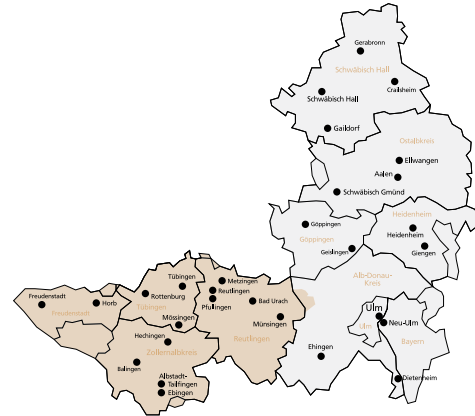 Gerabronn
Schwäbisch Hall
Crailsheim
Schwäbisch Hall
Gaildorf
Ostalbkreis
Ellwangen
Aalen
Schwäbisch Gmünd
Heidenheim
Göppingen
Heidenheim
Göppingen
Giengen
Geislingen
Alb-Donau-
Kreis
Tübingen
Metzingen
Reutlingen
Rottenburg
Pfullingen
Bad Urach
Freudenstadt
Horb
Tübingen
Freudenstadt
Mössingen
Münsingen
Ulm
Neu-Ulm
Ulm
Reutlingen
Bayern
Hechingen
Zollernalbkreis
Ehingen
Balingen
Albstadt-
Tailfingen
Ebingen
Dietenheim